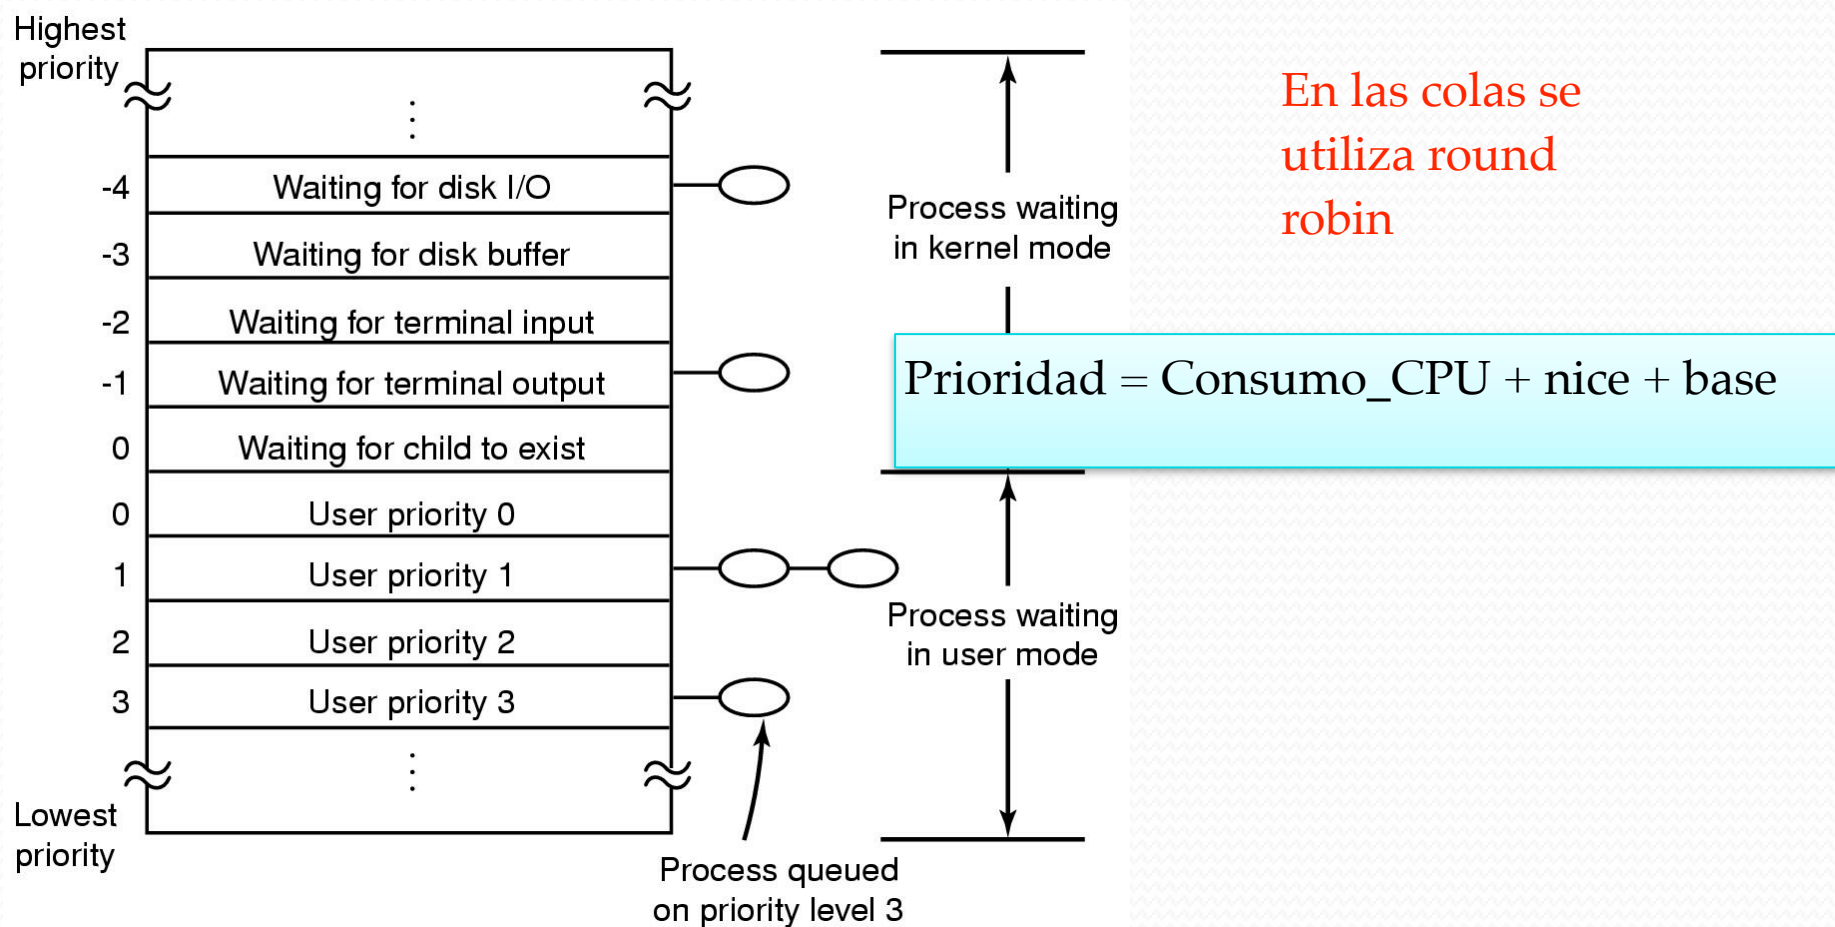 Highest
priority
-4 Waiting for disk I/O
-3 Waiting for disk buffer
-2 Waiting for terminal input
-1 Waiting for terminal output
0 Waiting for child to exist
0 User priority 0
1 User priority 1
2 User priority 2
3 User priority 3
Lowest
priority
Process waiting
in kernel mode
Process waiting
in user mode
Process queued
on priority level 3
En las colas se
utiliza round
robin
Prioridad = Consumo_CPU + nice + base